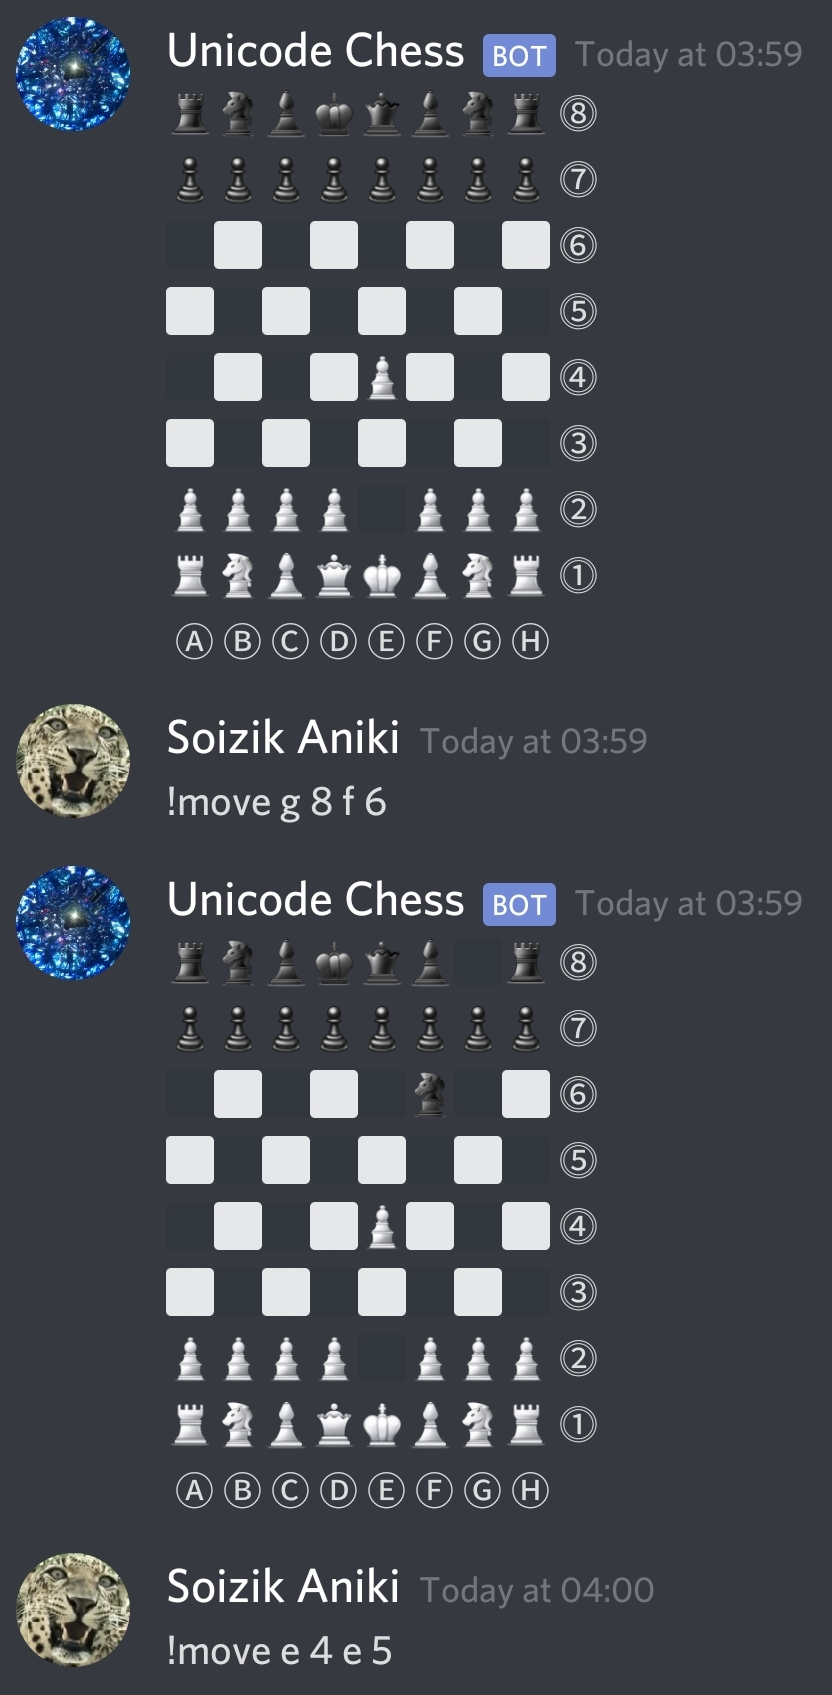 Unicode Chess BOT Today at 03:59
♜♞♝♚♛♝♞♜⑧
♟♟♟♟♟♟♟♟⑦
⑥
⑤
④
③
②
①
Ⓐ Ⓑ Ⓒ Ⓓ Ⓔ Ⓕ Ⓖ Ⓗ
Soizik Aniki Today at 03:59
!move g 8 f 6
Unicode Chess BOT Today at 03:59
⑧
⑦
⑥
⑤
④
③
②
①
Ⓐ Ⓑ Ⓒ Ⓓ Ⓔ Ⓕ Ⓖ Ⓗ
Soizik Aniki Today at 04:00
!move e 4 e 5